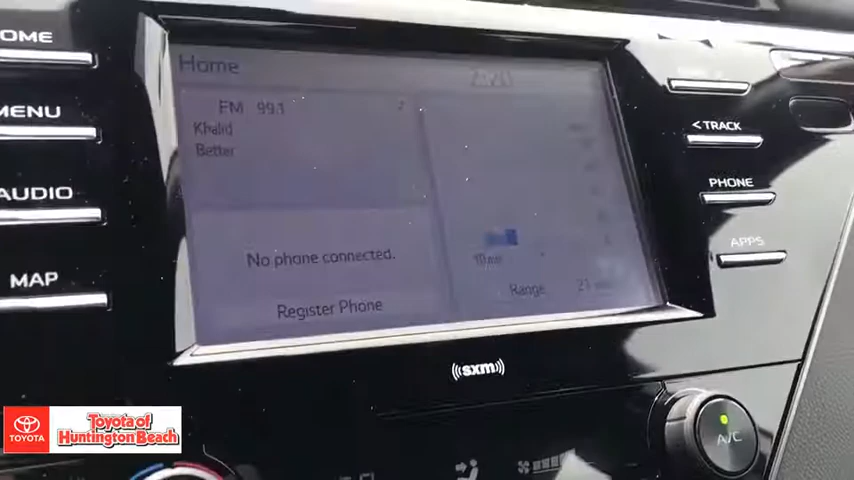 HOME
Home
FM 99.1
2
Khalid
Better
MENU
< TRACK
AUDIO
PHONE
No phone connected.
APPS
MAP
Register Phone
Range
sxm
A/C
TOYOTA
Toyota of
Huntington Beach